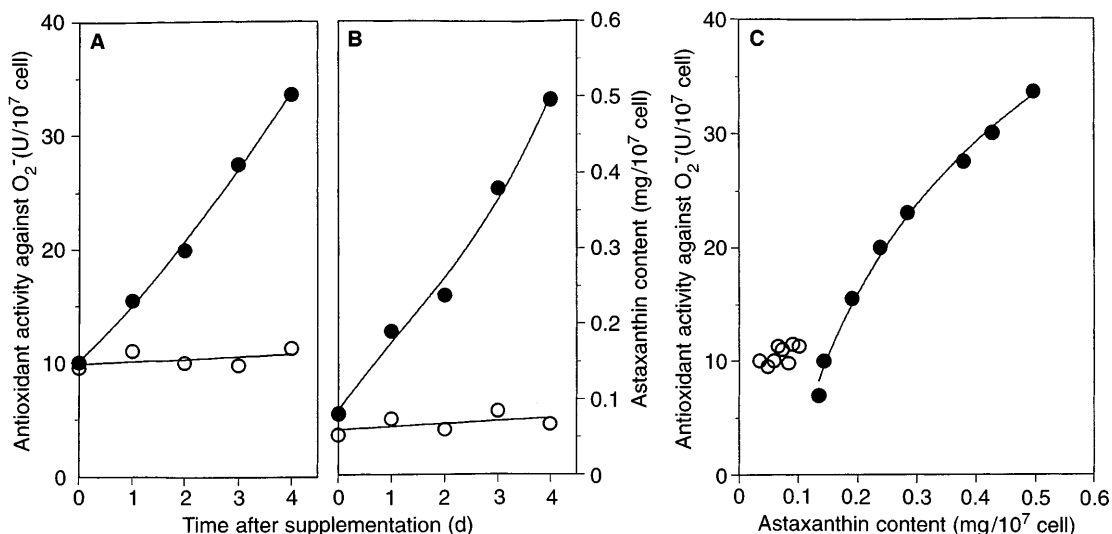 A
B
C
Antioxidant activity against O2-(U/10^7 cell)
40
30
20
10
0
0 1 2 3 4
0 1 2 3 4
Time after supplementation (d)
0.6
0.5
0.4
0.3
0.2
0.1
0
Astaxanthin content (mg/10^7 cell)
Antioxidant activity against O2-(U/10^7 cell)
40
30
20
10
0
0 0.1 0.2 0.3 0.4 0.5 0.6
Astaxanthin content (mg/10^7 cell)